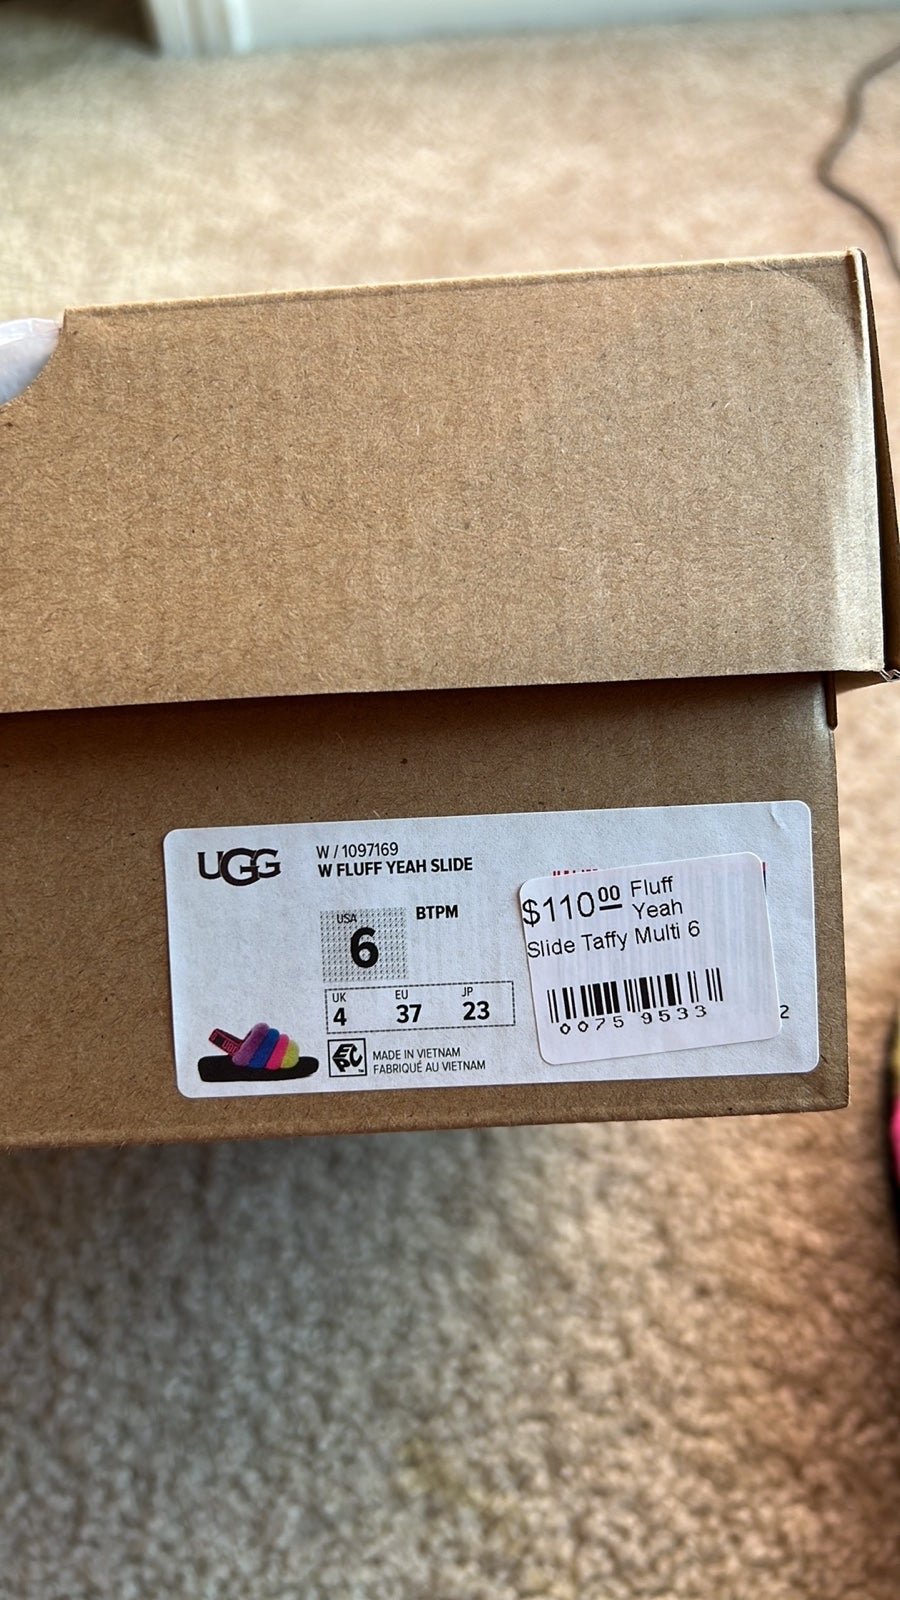 UGG
W / 1097169
W FLUFF YEAH SLIDE
USA
6
BTPM
UK
4
EU
37
JP
23
MADE IN VIETNAM
FABRIQUÉ AU VIETNAM
$110.00 Fluff
Yeah
Slide Taffy Multi 6
0075 9533
2